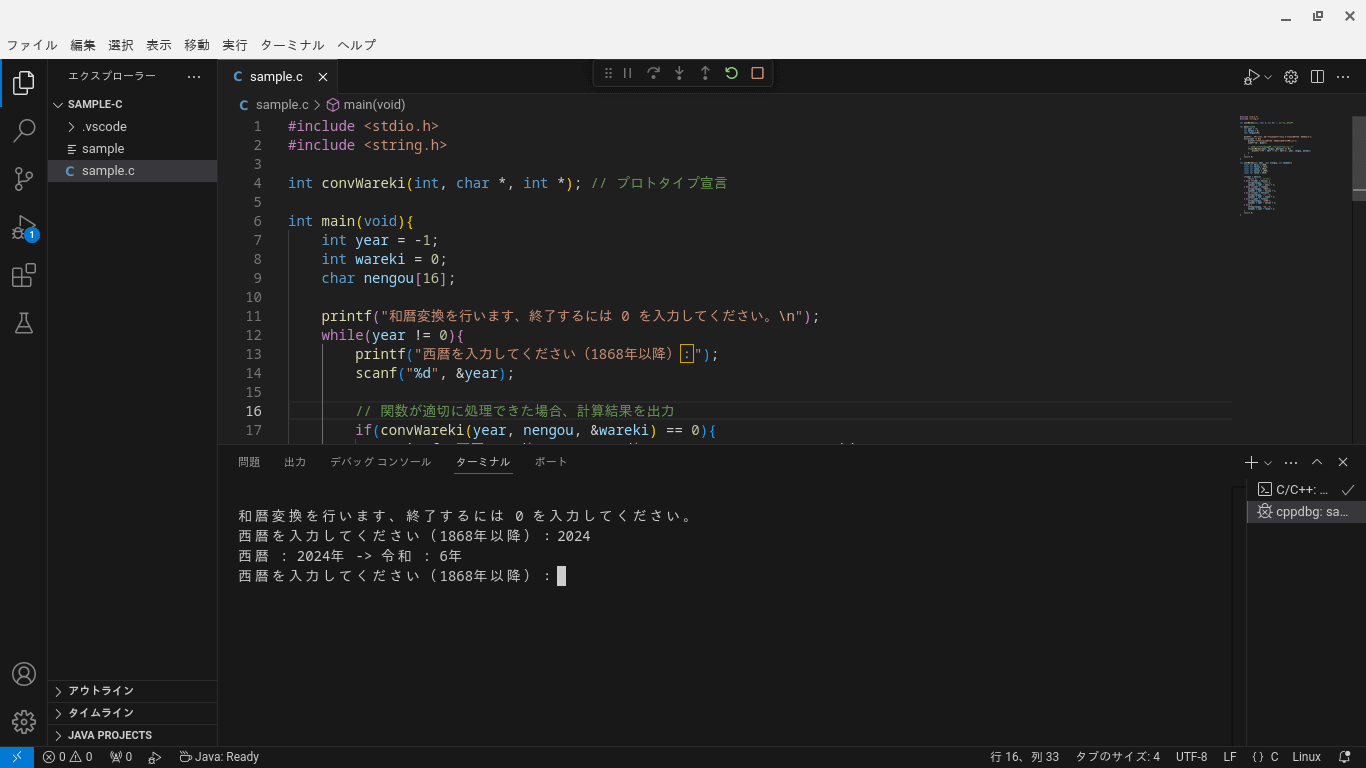 ファイル 編集 選択 表示 移動 実行 ターミナル ヘルプ
エクスプローラー
SAMPLE-C
.vscode
sample
sample.c
アウトライン
タイムライン
JAVA PROJECTS
1
sample.c
sample.c > main(void)
1 #include <stdio.h>
2 #include <string.h>
3
4 int convWareki(int, char *, int *); // プロトタイプ宣言
5
6 int main(void){
7 int year = -1;
8 int wareki = 0;
9 char nengou[16];
10
11 printf("和暦変換を行います、終了するには 0 を入力してください。\n");
12 while(year != 0){
13 printf("西暦を入力してください（1868年以降）：");
14 scanf("%d", &year);
15
16 // 関数が適切に処理できた場合、計算結果を出力
17 if(convWareki(year, nengou, &wareki) == 0){
問題 出力 デバッグ コンソール ターミナル ポート
和暦変換を行います、終了するには 0 を入力してください。
西暦を入力してください（1868年以降）：2024
西暦 : 2024年 -> 令和 : 6年
西暦を入力してください（1868年以降）：
C/C++: ...
cppdbg: sa...
0 0 0 Java: Ready 行 16、列 33 タブのサイズ: 4 UTF-8 LF {} C Linux